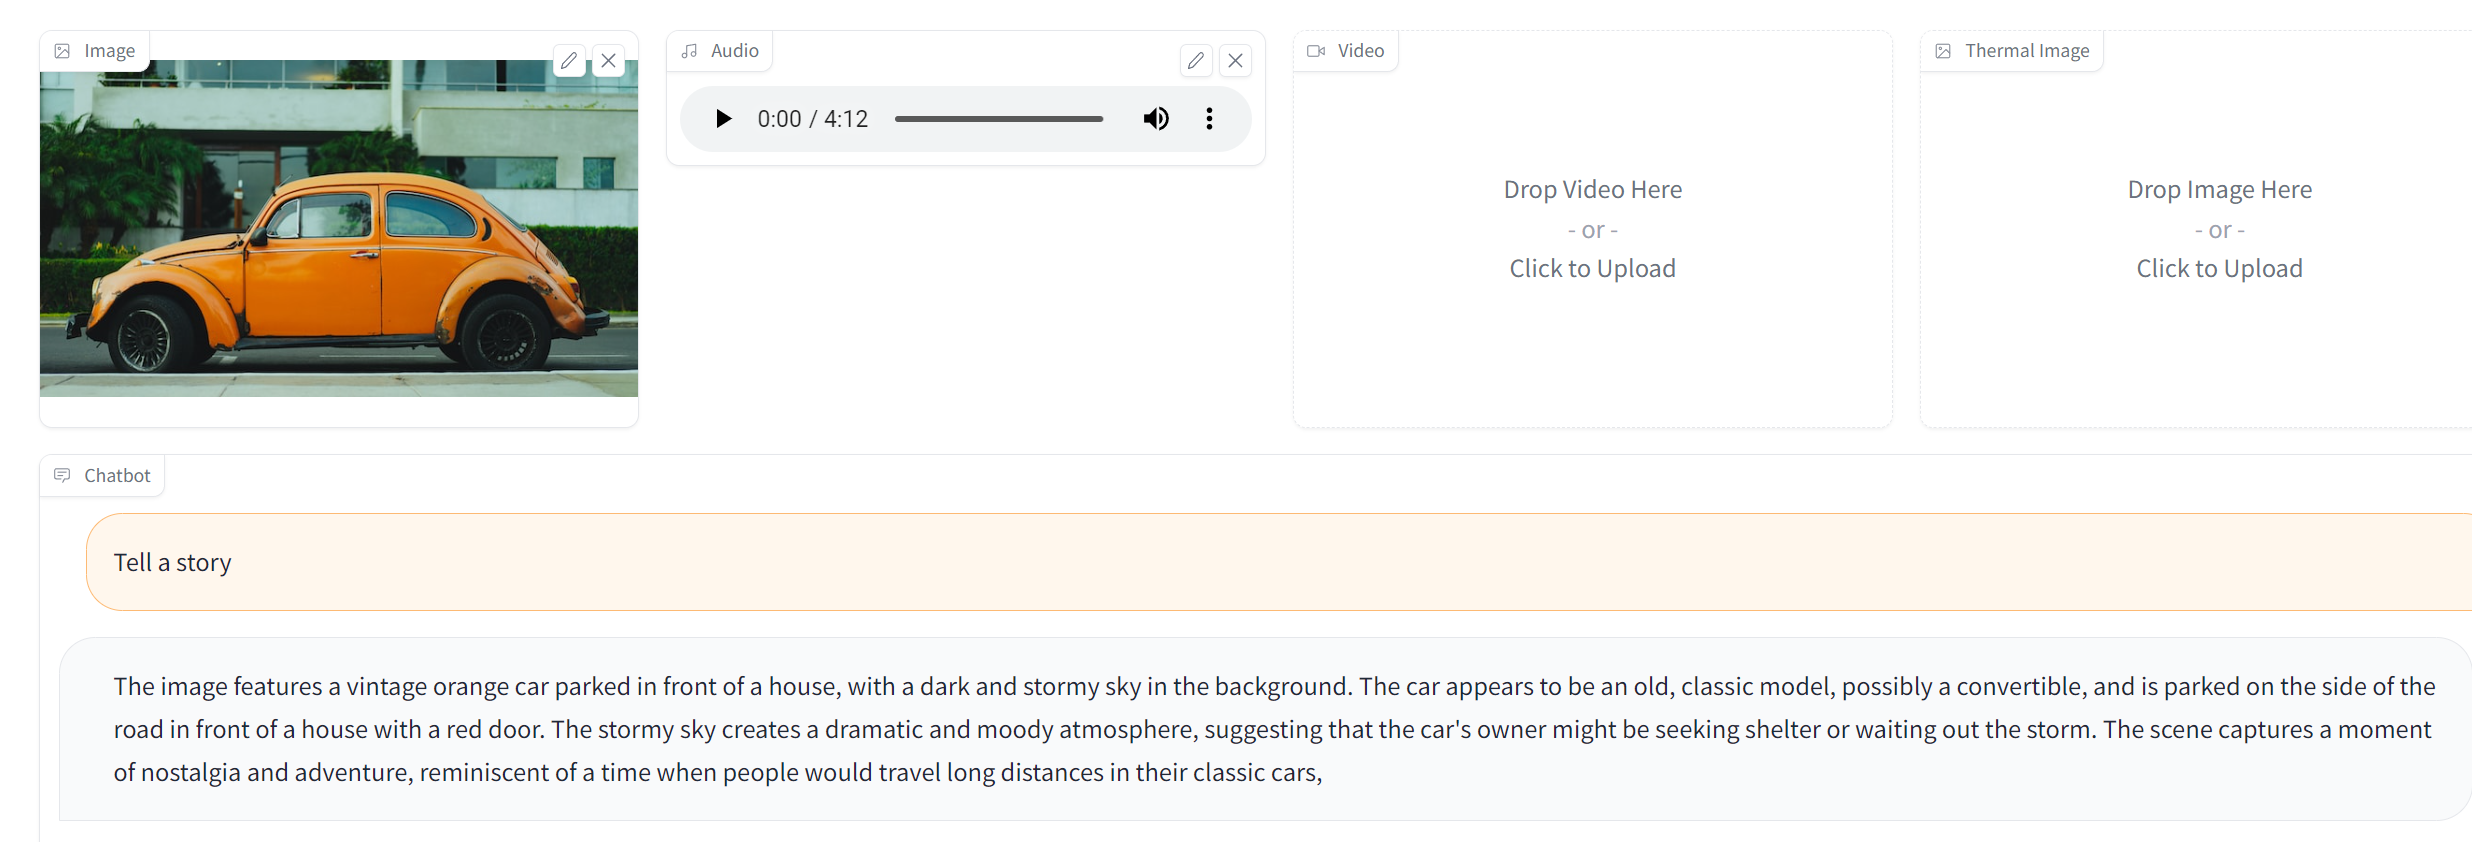 Image
Audio
Video
Thermal Image
0:00 / 4:12
Drop Video Here
- or -
Click to Upload
Drop Image Here
- or -
Click to Upload
Chatbot
Tell a story
The image features a vintage orange car parked in front of a house, with a dark and stormy sky in the background. The car appears to be an old, classic model, possibly a convertible, and is parked on the side of the
road in front of a house with a red door. The stormy sky creates a dramatic and moody atmosphere, suggesting that the car's owner might be seeking shelter or waiting out the storm. The scene captures a moment
of nostalgia and adventure, reminiscent of a time when people would travel long distances in their classic cars,